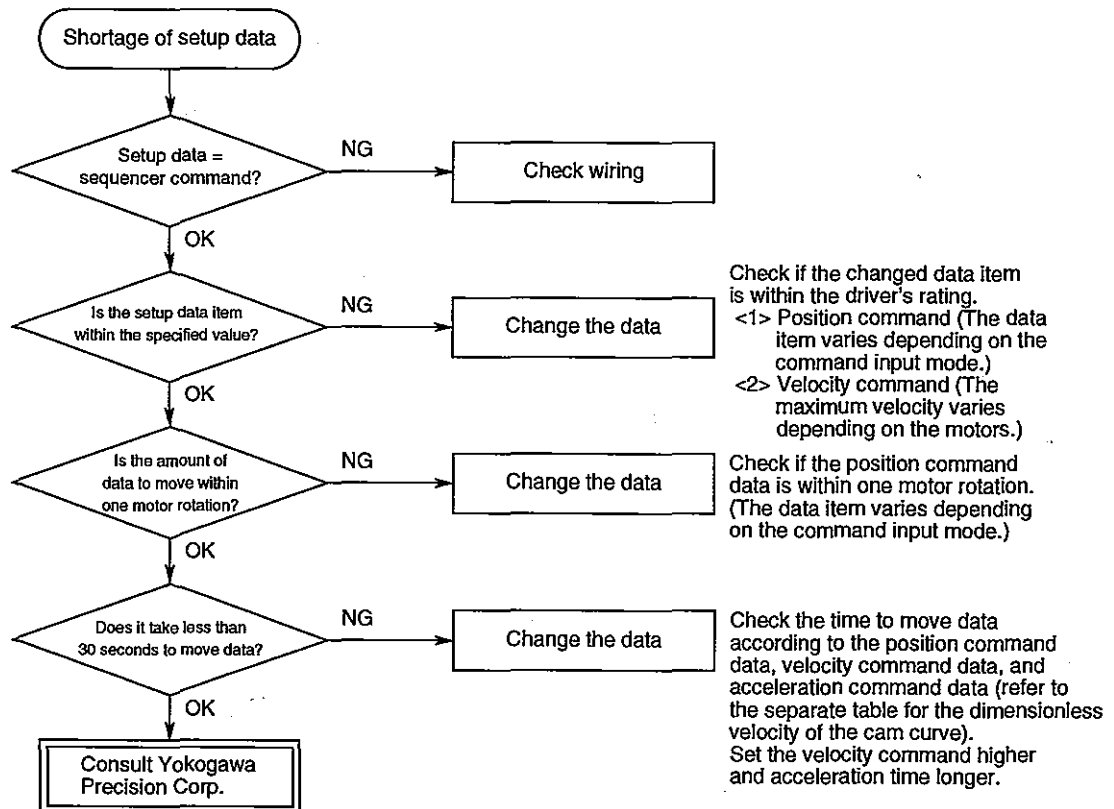 Shortage of setup data
Setup data =
sequencer command?
NG
Check wiring
OK
Is the setup data item
within the specified value?
NG
Change the data
Check if the changed data item
is within the driver's rating.
<1> Position command (The data
item varies depending on the
command input mode.)
<2> Velocity command (The
maximum velocity varies
depending on the motors.)
OK
Is the amount of
data to move within
one motor rotation?
NG
Change the data
Check if the position command
data is within one motor rotation.
(The data item varies depending
on the command input mode.)
OK
Does it take less than
30 seconds to move data?
NG
Change the data
Check the time to move data
according to the position command
data, velocity command data, and
acceleration command data (refer to
the separate table for the dimensionless
velocity of the cam curve).
Set the velocity command higher
and acceleration time longer.
OK
Consult Yokogawa
Precision Corp.